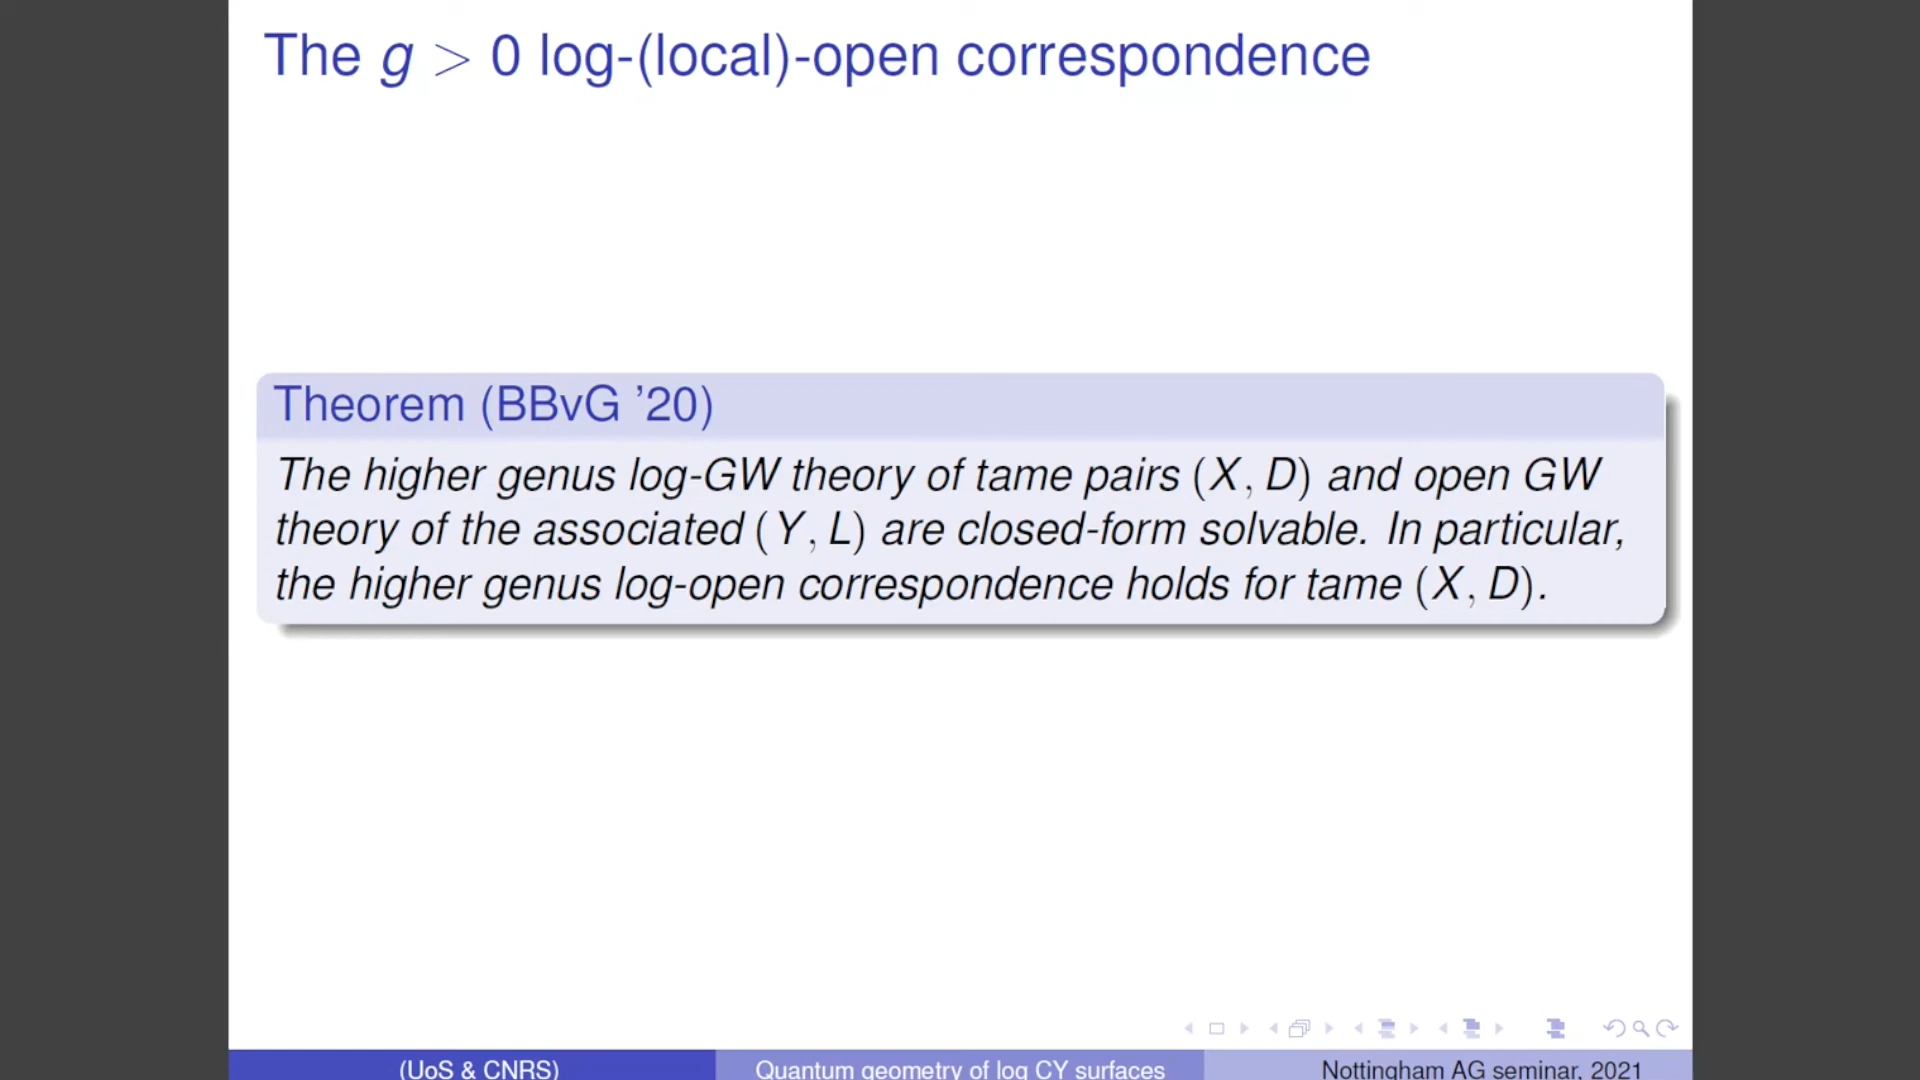 The g > 0 log-(local)-open correspondence
Theorem (BBvG ’20)
The higher genus log-GW theory of tame pairs (X, D) and open GW
theory of the associated (Y, L) are closed-form solvable. In particular,
the higher genus log-open correspondence holds for tame (X, D).
(UoS & CNRS) Quantum geometry of log CY surfaces Nottingham AG seminar, 2021